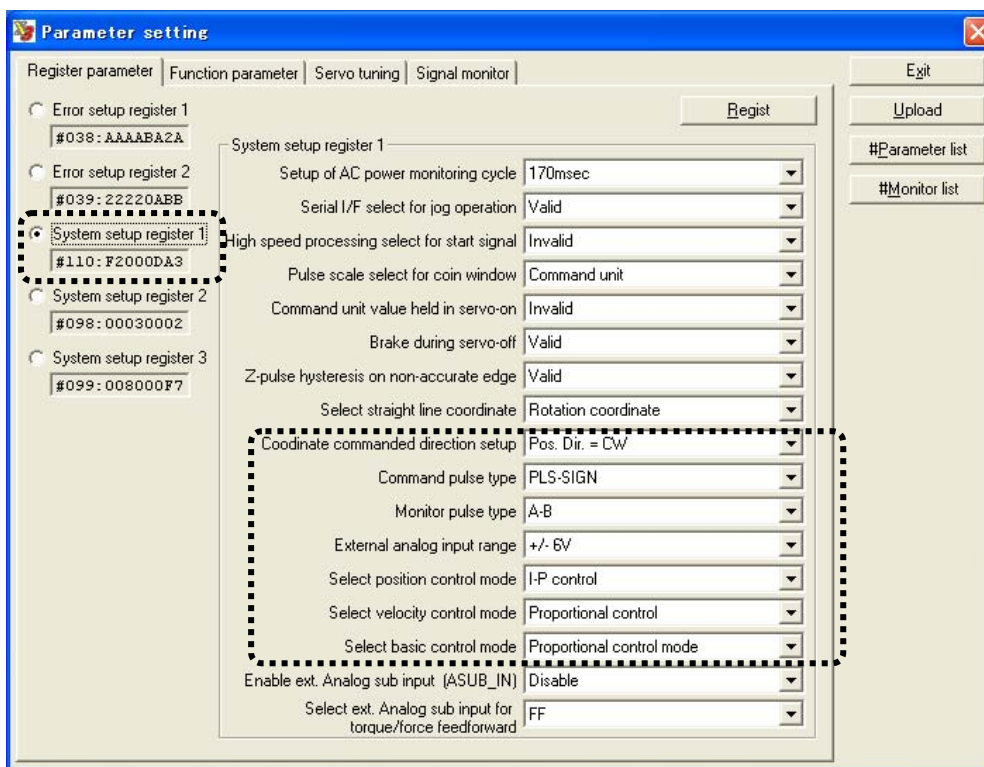 Parameter setting
Register parameter Function parameter Servo tuning Signal monitor
Exit
Upload
#Parameter list
#Monitor list
Error setup register 1
#038:AAAABA2A
Error setup register 2
#039:22220ABB
System setup register 1
#110:F2000DA3
System setup register 2
#098:00030002
System setup register 3
#099:008000F7
Regist
System setup register 1
Setup of AC power monitoring cycle 170msec
Serial I/F select for jog operation Valid
High speed processing select for start signal Invalid
Pulse scale select for coin window Command unit
Command unit value held in servo-on Invalid
Brake during servo-off Valid
Z-pulse hysteresis on non-accurate edge Valid
Select straight line coordinate Rotation coordinate
Coodinate commanded direction setup Pos. Dir. = CW
Command pulse type PLS-SIGN
Monitor pulse type A-B
External analog input range +/- 6V
Select position control mode I-P control
Select velocity control mode Proportional control
Select basic control mode Proportional control mode
Enable ext. Analog sub input (ASUB_IN) Disable
Select ext. Analog sub input for
torque/force feedforward FF